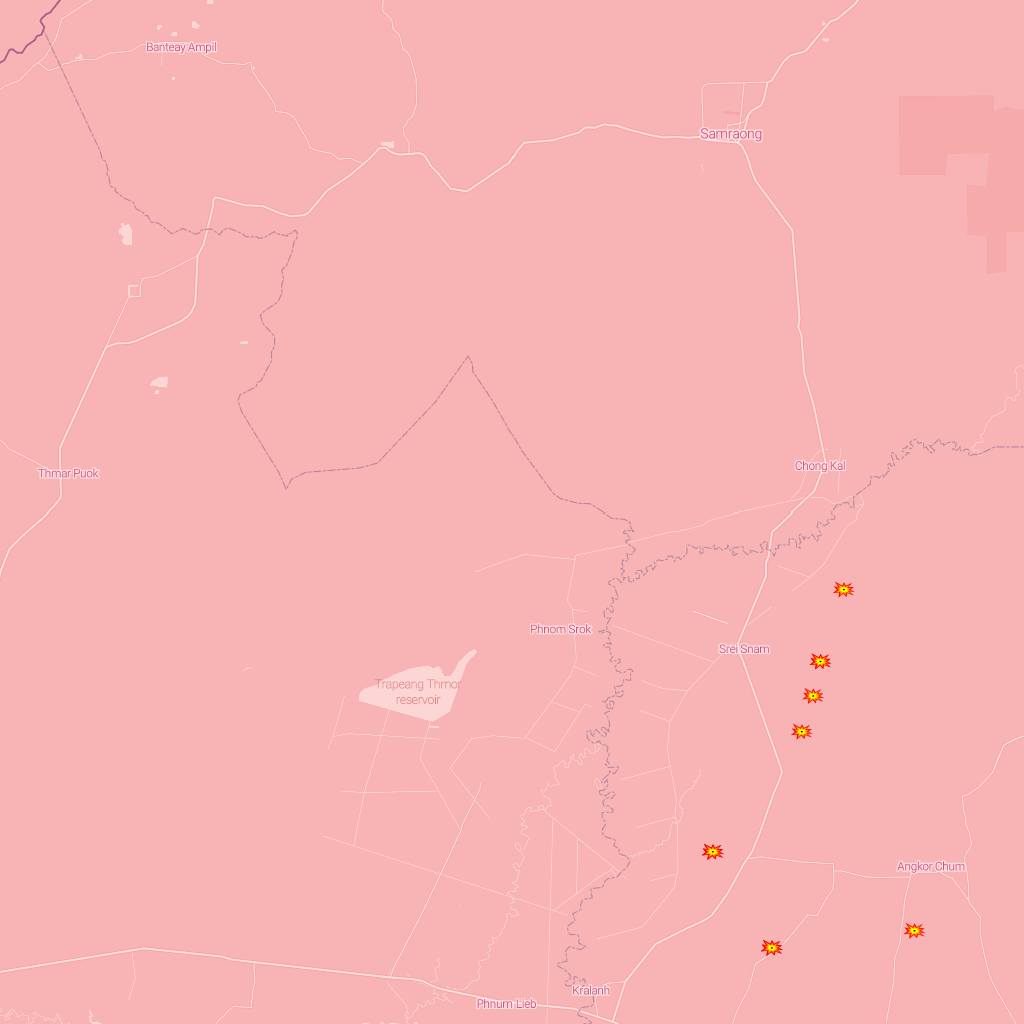 Banteay Ampil
Samraong
Chong Kal
Thmar Puok
Phnom Srok
Srei Snam
Trapeang Thmor
reservoir
Angkor Chum
Kralanh
Phnum Lieb